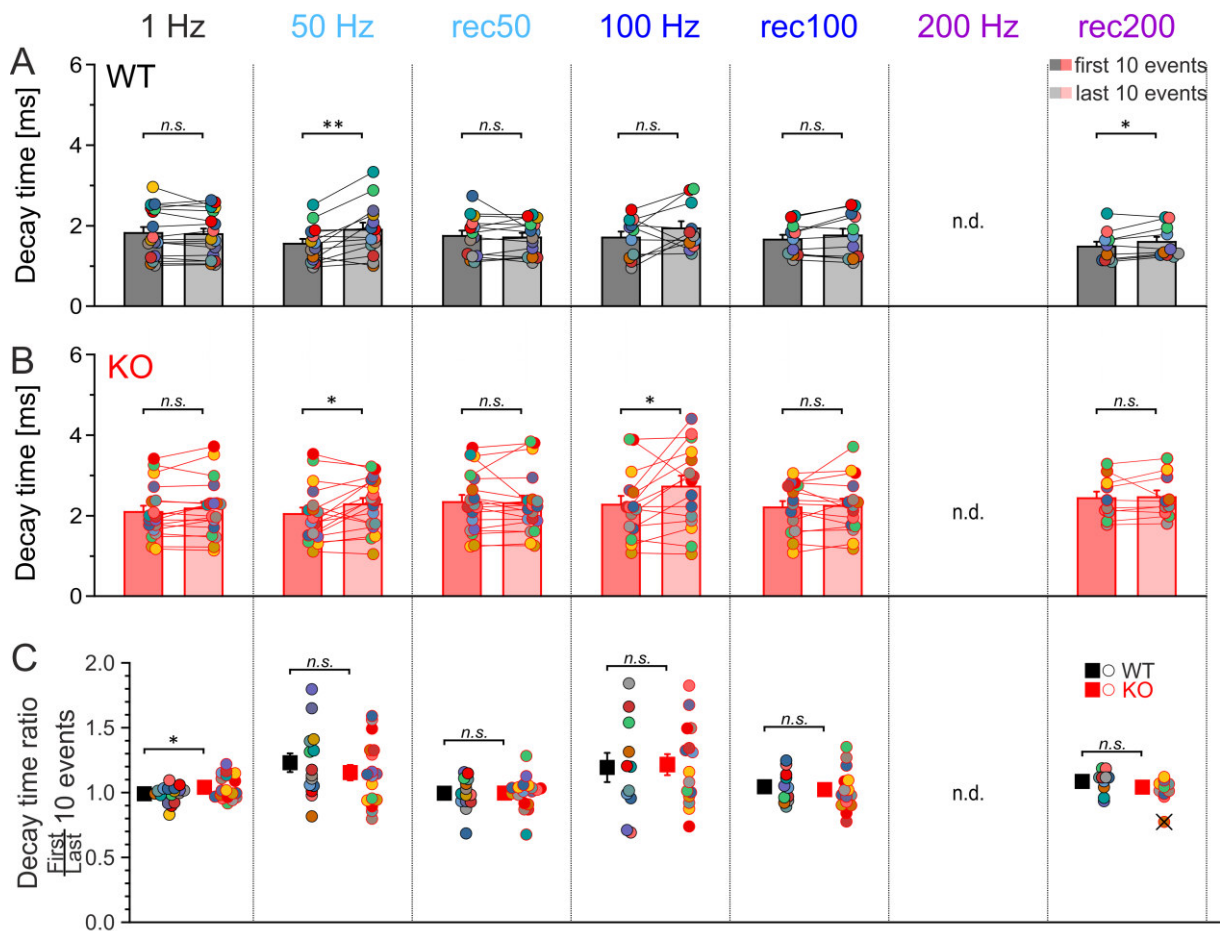 1 Hz 50 Hz rec50 100 Hz rec100 200 Hz rec200
A
WT
first 10 events
last 10 events
Decay time [ms]
6
4
2
0
n.s. ** n.s. n.s. n.s. n.d. *
B
KO
Decay time [ms]
6
4
2
0
n.s. * n.s. * n.s. n.d. n.s.
C
Decay time ratio
First
Last
10 events
2.0
1.5
1.0
0.5
0.0
* n.s. n.s. n.s. n.s. n.d. n.s.
WT
KO